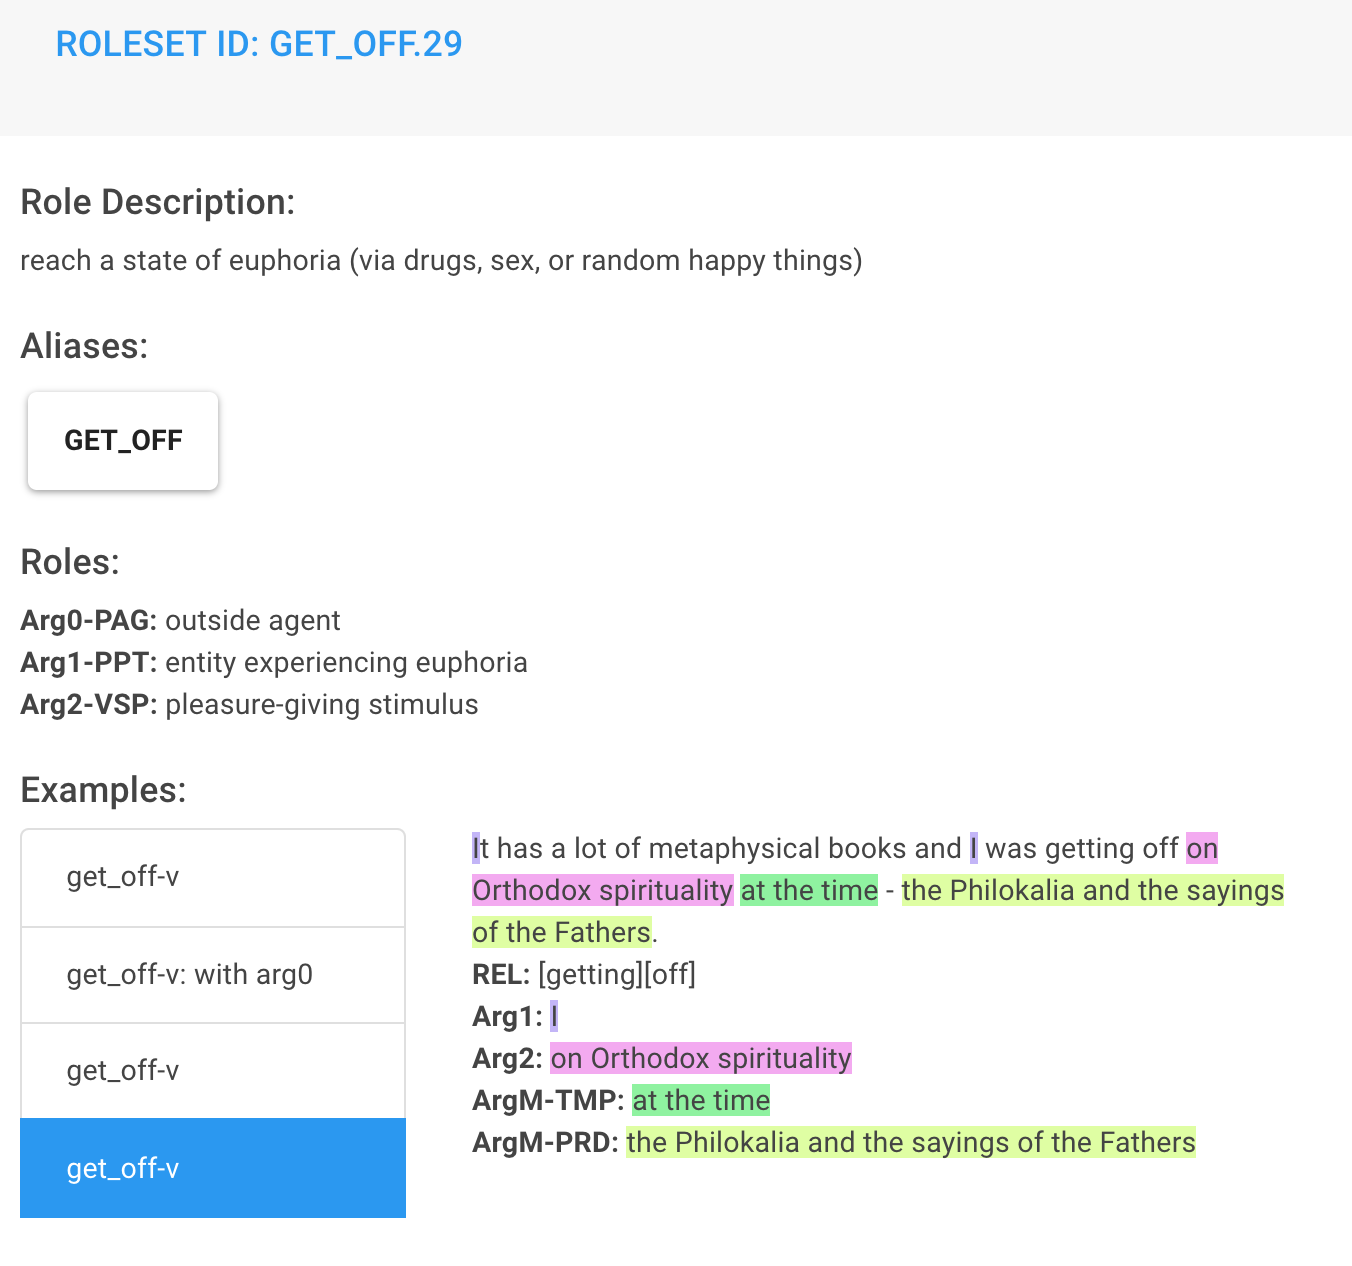 ROLESET ID: GET_OFF.29
Role Description:
reach a state of euphoria (via drugs, sex, or random happy things)
Aliases:
GET_OFF
Roles:
Arg0-PAG: outside agent
Arg1-PPT: entity experiencing euphoria
Arg2-VSP: pleasure-giving stimulus
Examples:
get_off-v
get_off-v: with arg0
get_off-v
get_off-v
It has a lot of metaphysical books and I was getting off on
Orthodox spirituality at the time - the Philokalia and the sayings
of the Fathers.
REL: [getting][off]
Arg1: I
Arg2: on Orthodox spirituality
ArgM-TMP: at the time
ArgM-PRD: the Philokalia and the sayings of the Fathers